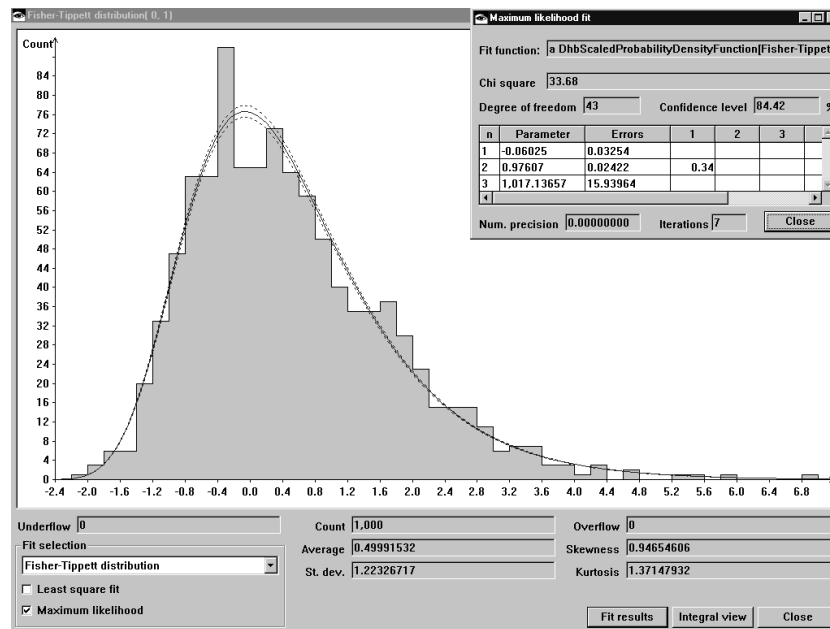 Fisher-Tippett distribution( 0, 1)
Count
84
80
76
72
68
64
60
56
52
48
44
40
36
32
28
24
20
16
12
8
4
0
-2.4 -2.0 -1.6 -1.2 -0.8 -0.4 0.0 0.4 0.8 1.2 1.6 2.0 2.4 2.8 3.2 3.6 4.0 4.4 4.8 5.2 5.6 6.0 6.4 6.8
Maximum likelihood fit
Fit function: a DhbScaledProbabilityDensityFunction[Fisher-Tippet
Chi square 33.68
Degree of freedom 43 Confidence level 84.42 %
n Parameter Errors 1 2 3
1 -0.06025 0.03254
2 0.97607 0.02422 0.34
3 1,017.13657 15.93964
Num. precision 0.00000000 Iterations 7 Close
Underflow 0 Count 1,000 Overflow 0
Fit selection Average 0.49991532 Skewness 0.94654606
Fisher-Tippett distribution St. dev. 1.22326717 Kurtosis 1.37147932
Least square fit
Maximum likelihood
Fit results Integral view Close